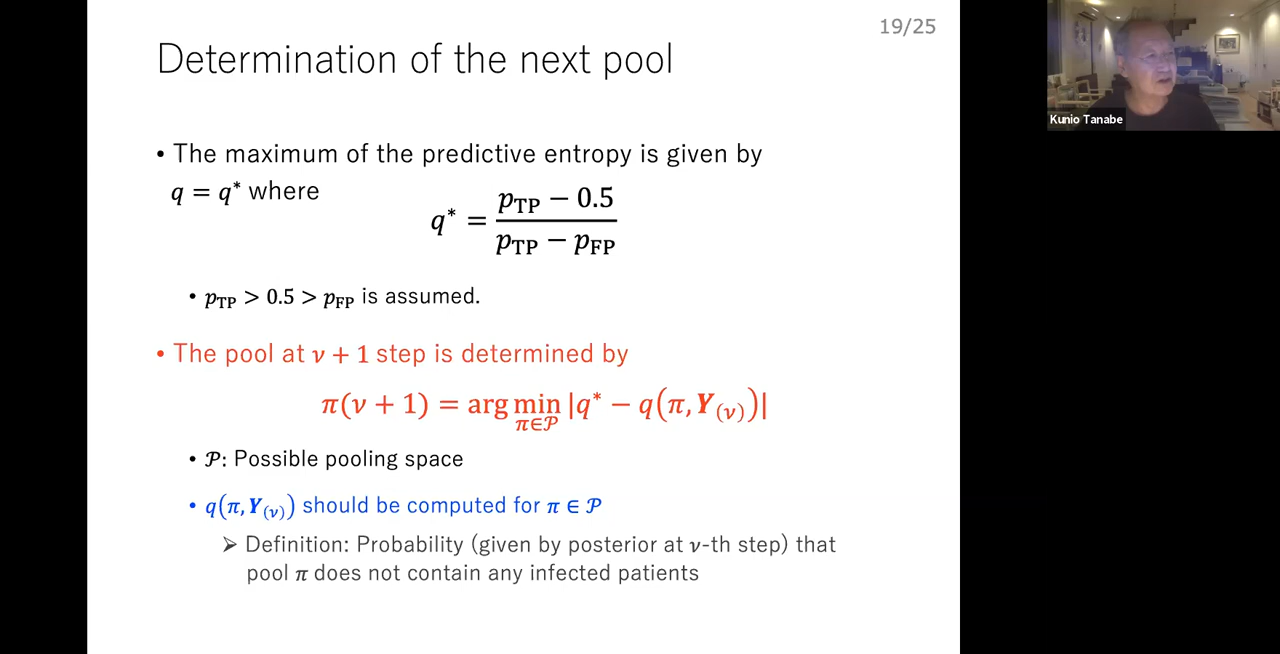 19/25
Determination of the next pool
• The maximum of the predictive entropy is given by
q = q* where
q* = (p_TP − 0.5) / (p_TP − p_FP)
• p_TP > 0.5 > p_FP is assumed.
• The pool at ν + 1 step is determined by
π(ν + 1) = arg min_{π∈𝒫} |q* − q(π, Y_(ν))|
• 𝒫: Possible pooling space
• q(π, Y_(ν)) should be computed for π ∈ 𝒫
➢ Definition: Probability (given by posterior at ν-th step) that
pool π does not contain any infected patients
Kunio Tanabe